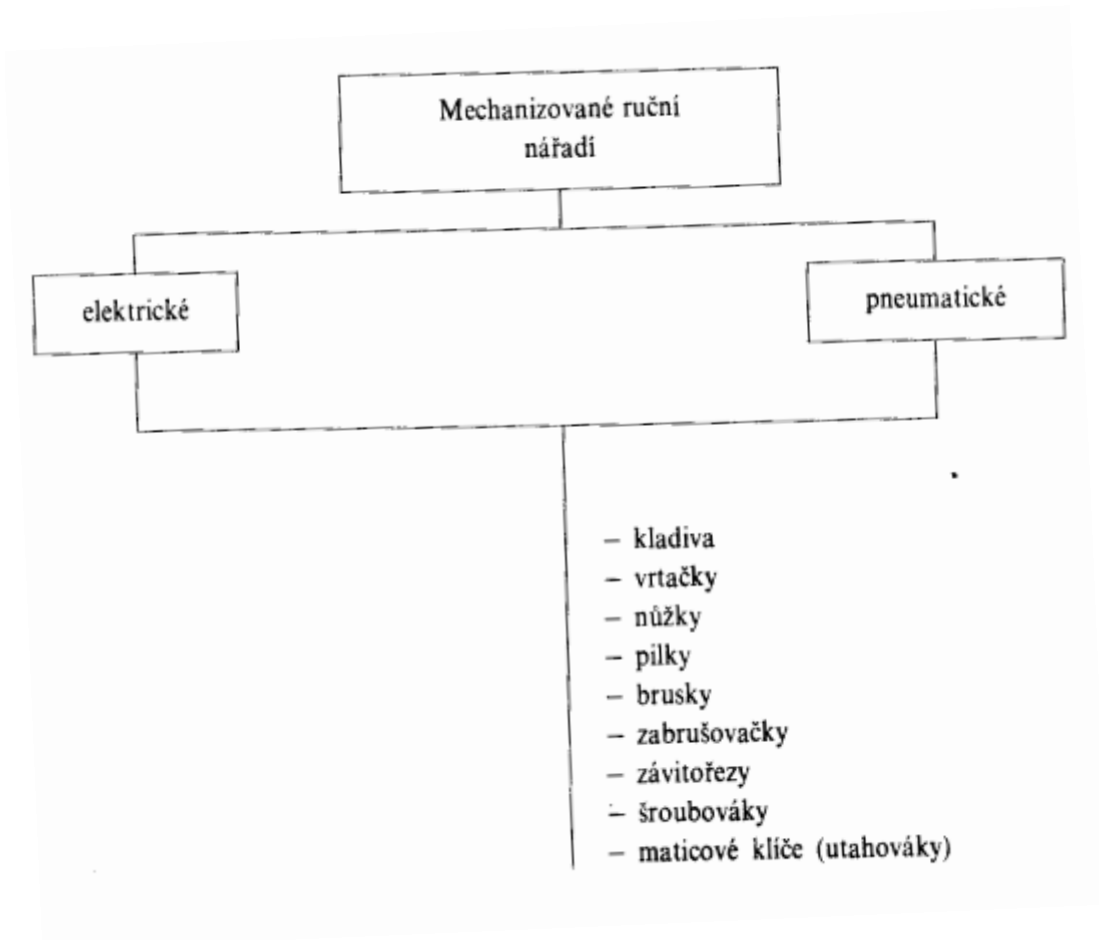 Mechanizované ruční
nářadí
elektrické
pneumatické
– kladiva
– vrtačky
– nůžky
– pilky
– brusky
– zabrušovačky
– závitořezy
– šroubováky
– maticové klíče (utahováky)